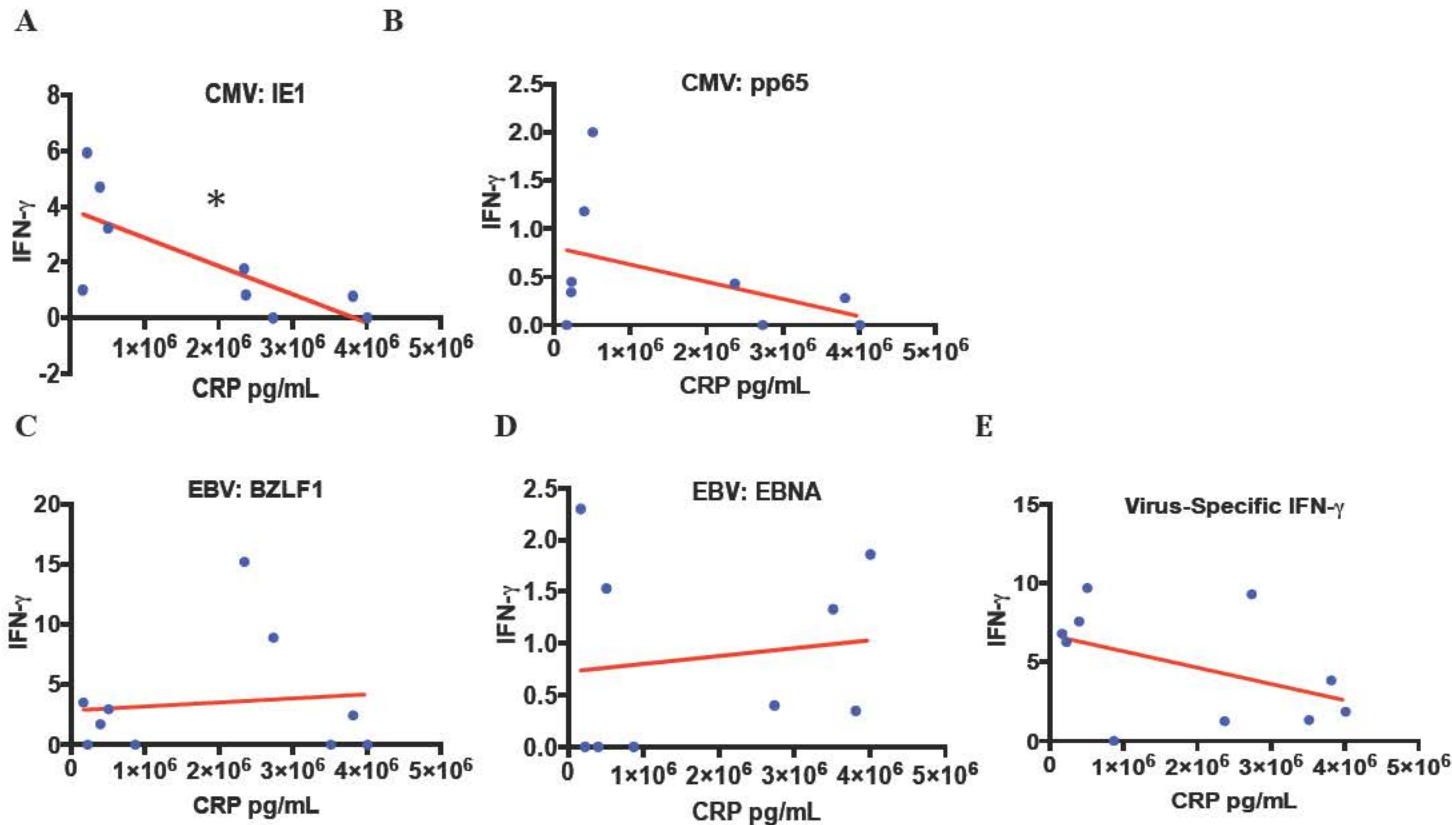 A
B
CMV: IE1
IFN-γ
8
6
4
2
0
-2
*
1×10⁶ 2×10⁶ 3×10⁶ 4×10⁶ 5×10⁶
CRP pg/mL
CMV: pp65
IFN-γ
2.5
2.0
1.5
1.0
0.5
0.0
0 1×10⁶ 2×10⁶ 3×10⁶ 4×10⁶ 5×10⁶
CRP pg/mL
C
D
E
EBV: BZLF1
IFN-γ
20
15
10
5
0
0 1×10⁶ 2×10⁶ 3×10⁶ 4×10⁶ 5×10⁶
CRP pg/mL
EBV: EBNA
IFN-γ
2.5
2.0
1.5
1.0
0.5
0.0
0 1×10⁶ 2×10⁶ 3×10⁶ 4×10⁶ 5×10⁶
CRP pg/mL
Virus-Specific IFN-γ
IFN-γ
15
10
5
0
0 1×10⁶ 2×10⁶ 3×10⁶ 4×10⁶ 5×10⁶
CRP pg/mL